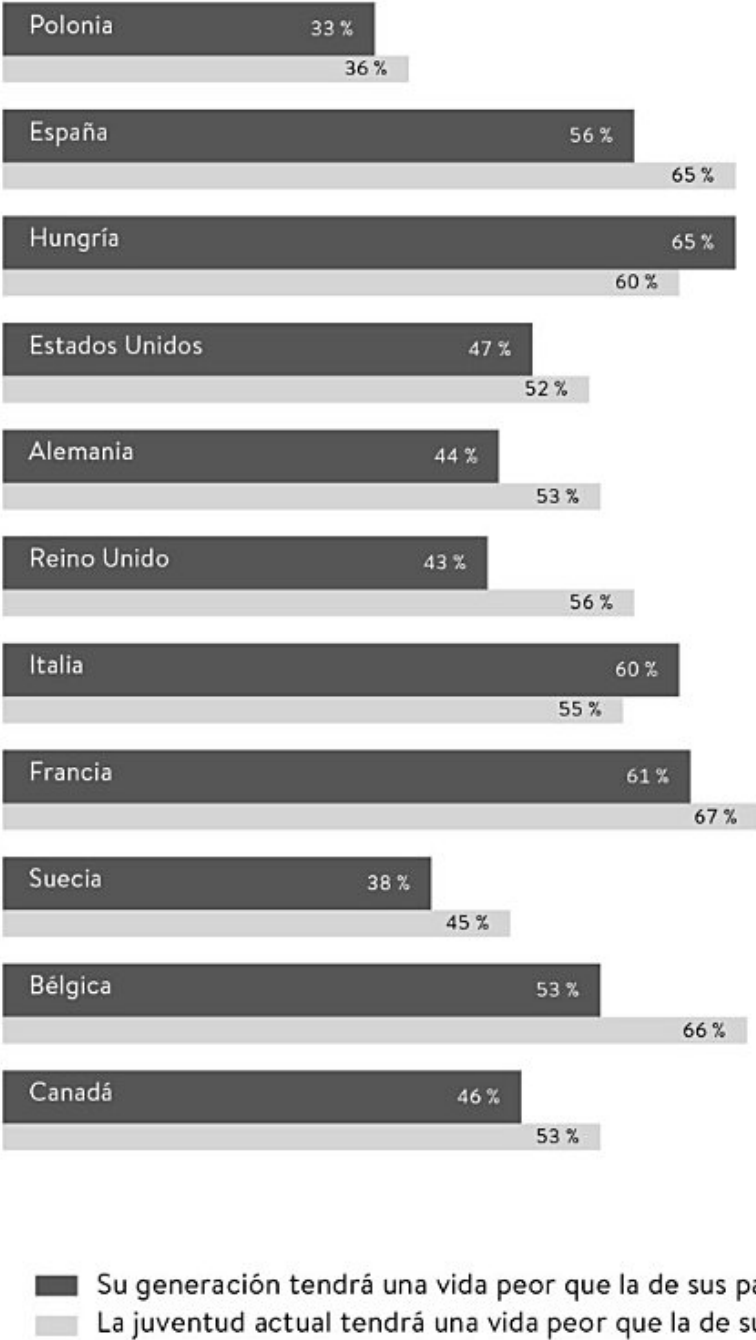 Polonia 33 %
36 %
España 56 %
65 %
Hungría 65 %
60 %
Estados Unidos 47 %
52 %
Alemania 44 %
53 %
Reino Unido 43 %
56 %
Italia 60 %
55 %
Francia 61 %
67 %
Suecia 38 %
45 %
Bélgica 53 %
66 %
Canadá 46 %
53 %
Su generación tendrá una vida peor que la de sus
La juventud actual tendrá una vida peor que la de